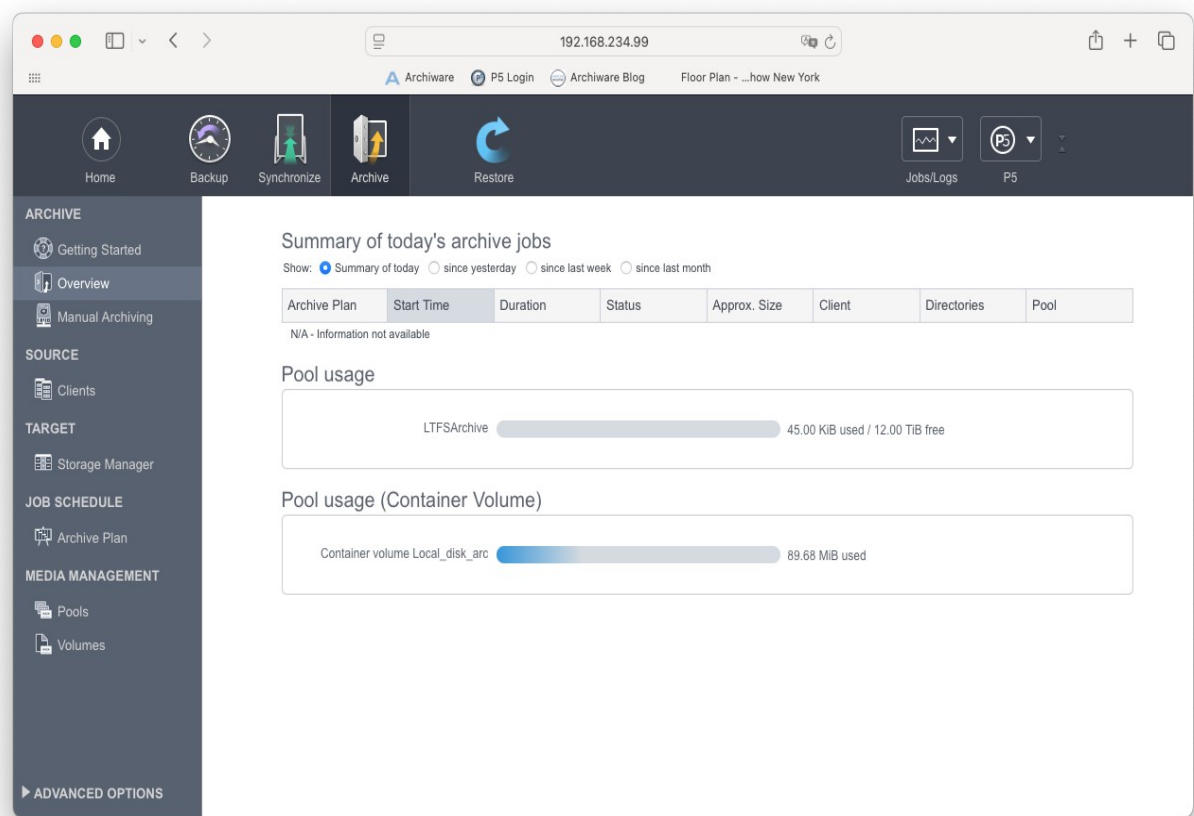 192.168.234.99
Archiware P5 Login Archiware Blog Floor Plan - ...how New York
Home Backup Synchronize Archive Restore Jobs/Logs P5 P5
ARCHIVE
Getting Started
Overview
Manual Archiving
SOURCE
Clients
TARGET
Storage Manager
JOB SCHEDULE
Archive Plan
MEDIA MANAGEMENT
Pools
Volumes
ADVANCED OPTIONS
Summary of today's archive jobs
Show: Summary of today since yesterday since last week since last month
Archive Plan Start Time Duration Status Approx. Size Client Directories Pool
N/A - Information not available
Pool usage
LTFSArchive 45.00 KiB used / 12.00 TiB free
Pool usage (Container Volume)
Container volume Local_disk_arc 89.68 MiB used